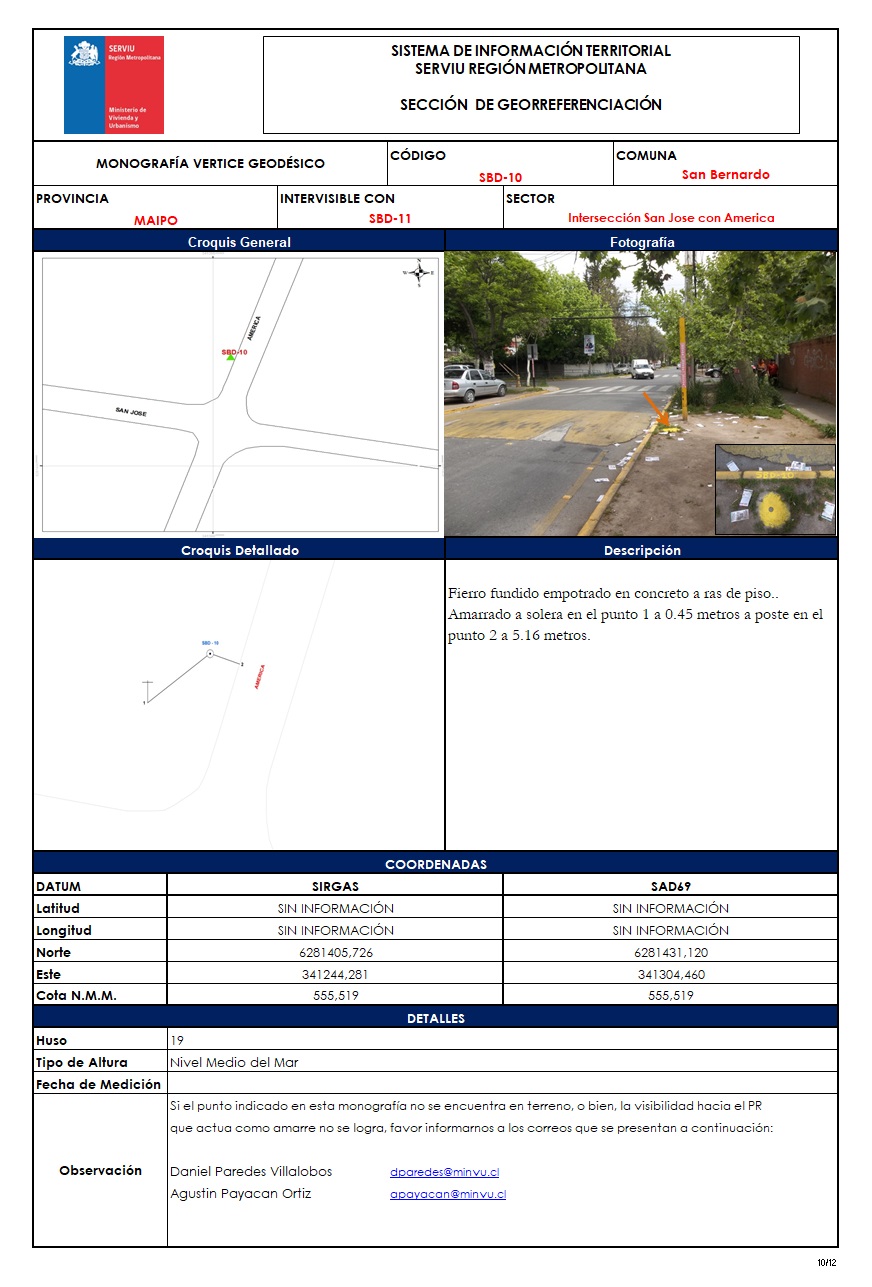 SERVIU
Región Metropolitana
Ministerio de
Vivienda y
Urbanismo
SISTEMA DE INFORMACIÓN TERRITORIAL
SERVIU REGIÓN METROPOLITANA
SECCIÓN DE GEORREFERENCIACIÓN
MONOGRAFÍA VERTICE GEODÉSICO
CÓDIGO
SBD-10
COMUNA
San Bernardo
PROVINCIA
MAIPO
INTERVISIBLE CON
SBD-11
SECTOR
Intersección San Jose con America
Croquis General
Fotografía
N
W E
S
AMERICA
SBD-10
SAN JOSE
SBD-10
Croquis Detallado
Descripción
SBD - 10
2
AMERICA
1
Fierro fundido empotrado en concreto a ras de piso..
Amarrado a solera en el punto 1 a 0.45 metros a poste en el
punto 2 a 5.16 metros.
COORDENADAS
DATUM SIRGAS SAD69
Latitud SIN INFORMACIÓN SIN INFORMACIÓN
Longitud SIN INFORMACIÓN SIN INFORMACIÓN
Norte 6281405,726 6281431,120
Este 341244,281 341304,460
Cota N.M.M. 555,519 555,519
DETALLES
Huso 19
Tipo de Altura Nivel Medio del Mar
Fecha de Medición
Observación
Si el punto indicado en esta monografía no se encuentra en terreno, o bien, la visibilidad hacia el PR
que actua como amarre no se logra, favor informarnos a los correos que se presentan a continuación:
Daniel Paredes Villalobos dparedes@minvu.cl
Agustin Payacan Ortiz apayacan@minvu.cl
10/12